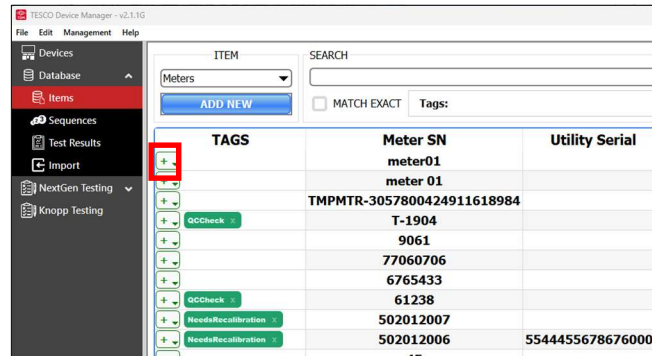 TESCO Device Manager - v2.1.1G
File Edit Management Help
Devices
Database
Items
Sequences
Test Results
Import
NextGen Testing
Knopp Testing
ITEM
Meters
ADD NEW
SEARCH
MATCH EXACT Tags:
TAGS Meter SN Utility Serial
+ meter01
+ meter 01
+ TMPMTR-3057800424911618984
+ QCCheck x T-1904
+ 9061
+ 77060706
+ 6765433
+ QCCheck x 61238
+ NeedsRecalibration x 502012007
+ NeedsRecalibration x 502012006 5544455678676000